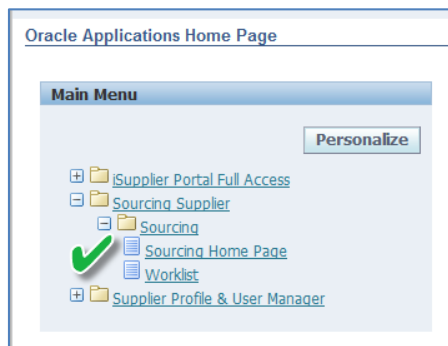 Oracle Applications Home Page
Main Menu
Personalize
iSupplier Portal Full Access
Sourcing Supplier
Sourcing
Sourcing Home Page
Worklist
Supplier Profile & User Manager